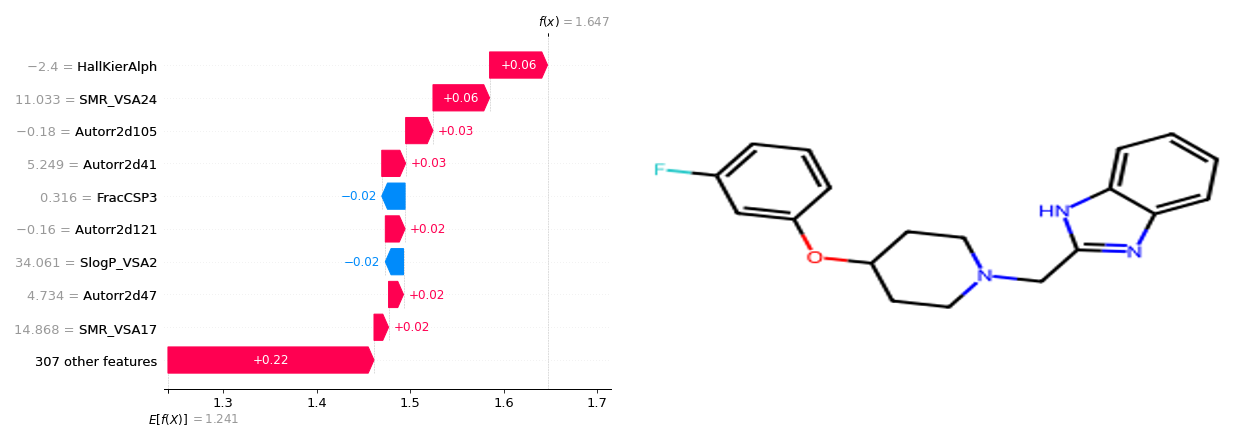 f(x) = 1.647
−2.4 = HallKierAlph
+0.06
11.033 = SMR_VSA24
+0.06
−0.18 = Autorr2d105
+0.03
5.249 = Autorr2d41
+0.03
0.316 = FracCSP3
−0.02
−0.16 = Autorr2d121
+0.02
34.061 = SlogP_VSA2
−0.02
4.734 = Autorr2d47
+0.02
14.868 = SMR_VSA17
+0.02
307 other features
+0.22
1.3 1.4 1.5 1.6 1.7
E[f(X)] = 1.241
F
HN
O
N
N